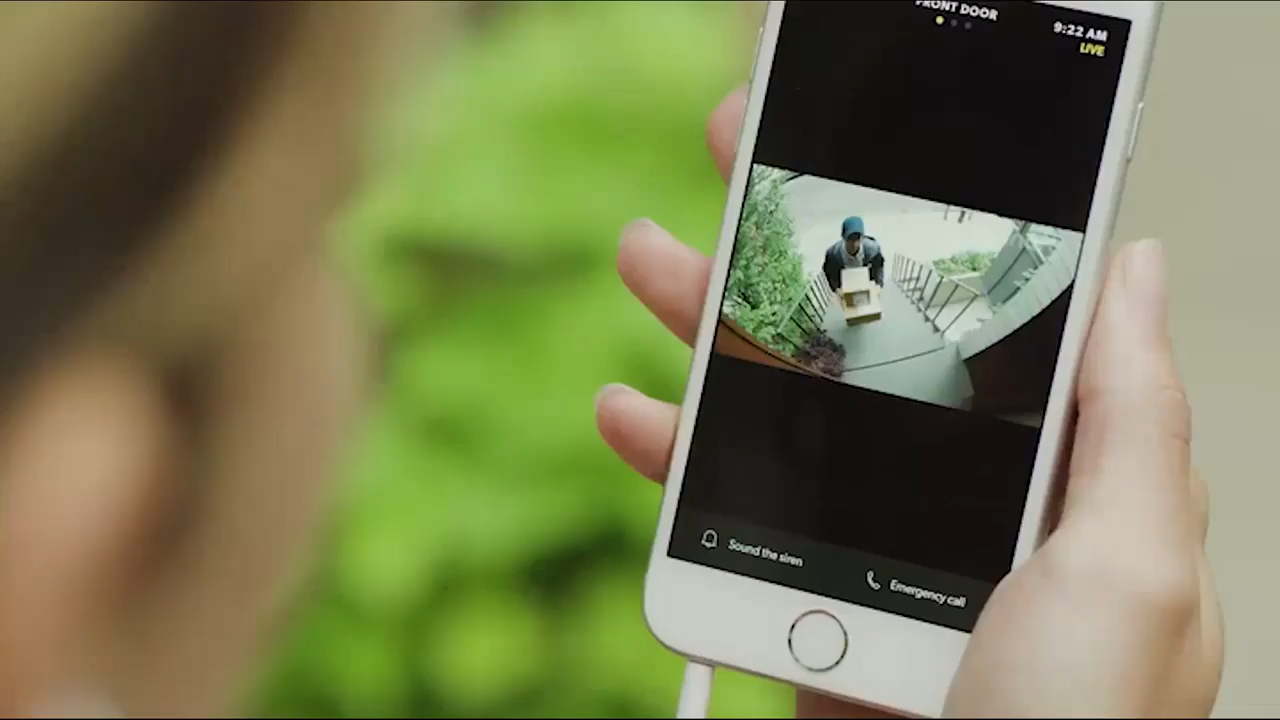 FRONT DOOR
9:22 AM
LIVE
Sound the siren
Emergency call